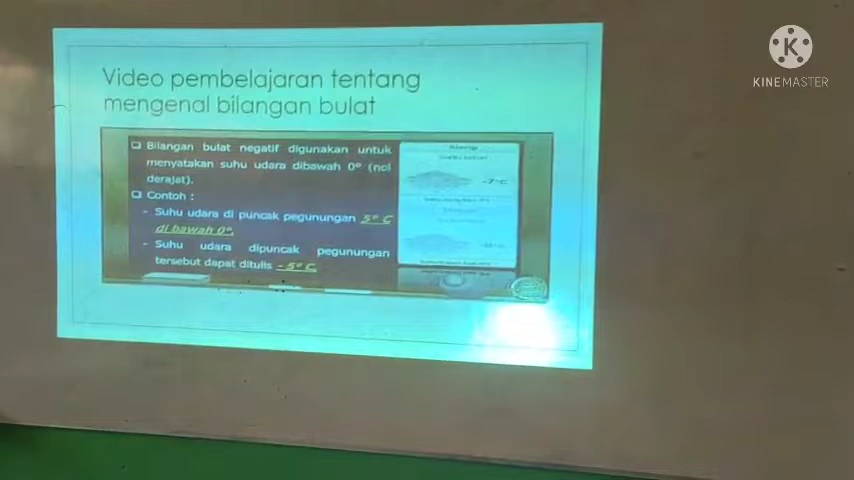 Video pembelajaran tentang
mengenal bilangan bulat
Bilangan bulat negatif digunakan untuk
menyatakan suhu udara dibawah 0° (nol
derajat).
Contoh :
- Suhu udara di puncak pegunungan 5° C
di bawah 0°.
- Suhu udara dipuncak pegunungan
tersebut dapat ditulis - 5° C
-7°C
K
KINEMASTER